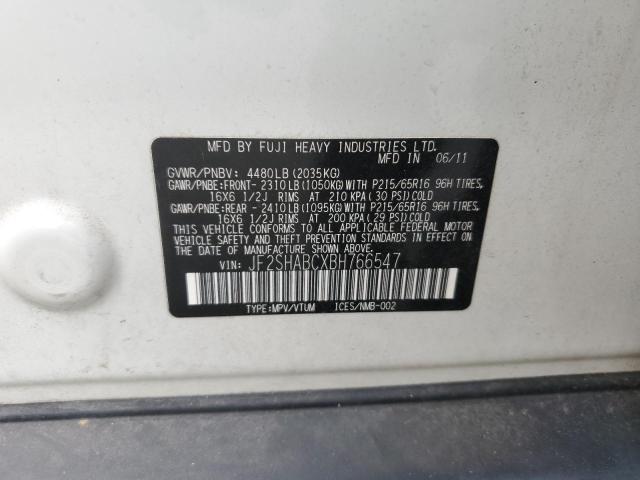 MFD BY FUJI HEAVY INDUSTRIES LTD.
MFD IN 06/11
GVWR/PNBV: 4480LB(2035KG)
GAWR/PNBE:FRONT- 2310LB(1050KG)WITH P215/65R16 96H TIRES,
16X6 1/2J RIMS AT 210 KPA(30 PSI)COLD
GAWR/PNBE:REAR - 2410LB(1095KG)WITH P215/65R16 96H TIRES,
16X6 1/2J RIMS AT 200 KPA(29 PSI)COLD
THIS VEHICLE CONFORMS TO ALL APPLICABLE FEDERAL MOTOR
VEHICLE SAFETY AND THEFT PREVENTION STANDARDS IN EFFECT
ON THE DATE OF MANUFACTURE SHOWN ABOVE.
VIN: JF2SHABCXBH766547
TYPE:MPV/VTUM ICES/NMB-002